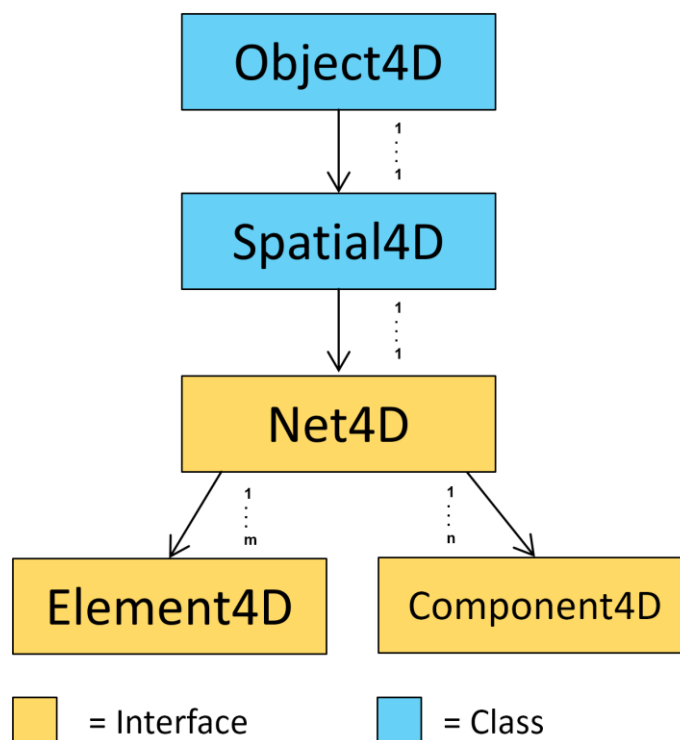 Object4D
1
.....
1
Spatial4D
1
.....
1
Net4D
1
.....
m
1
.....
n
Element4D
Component4D
= Interface
= Class